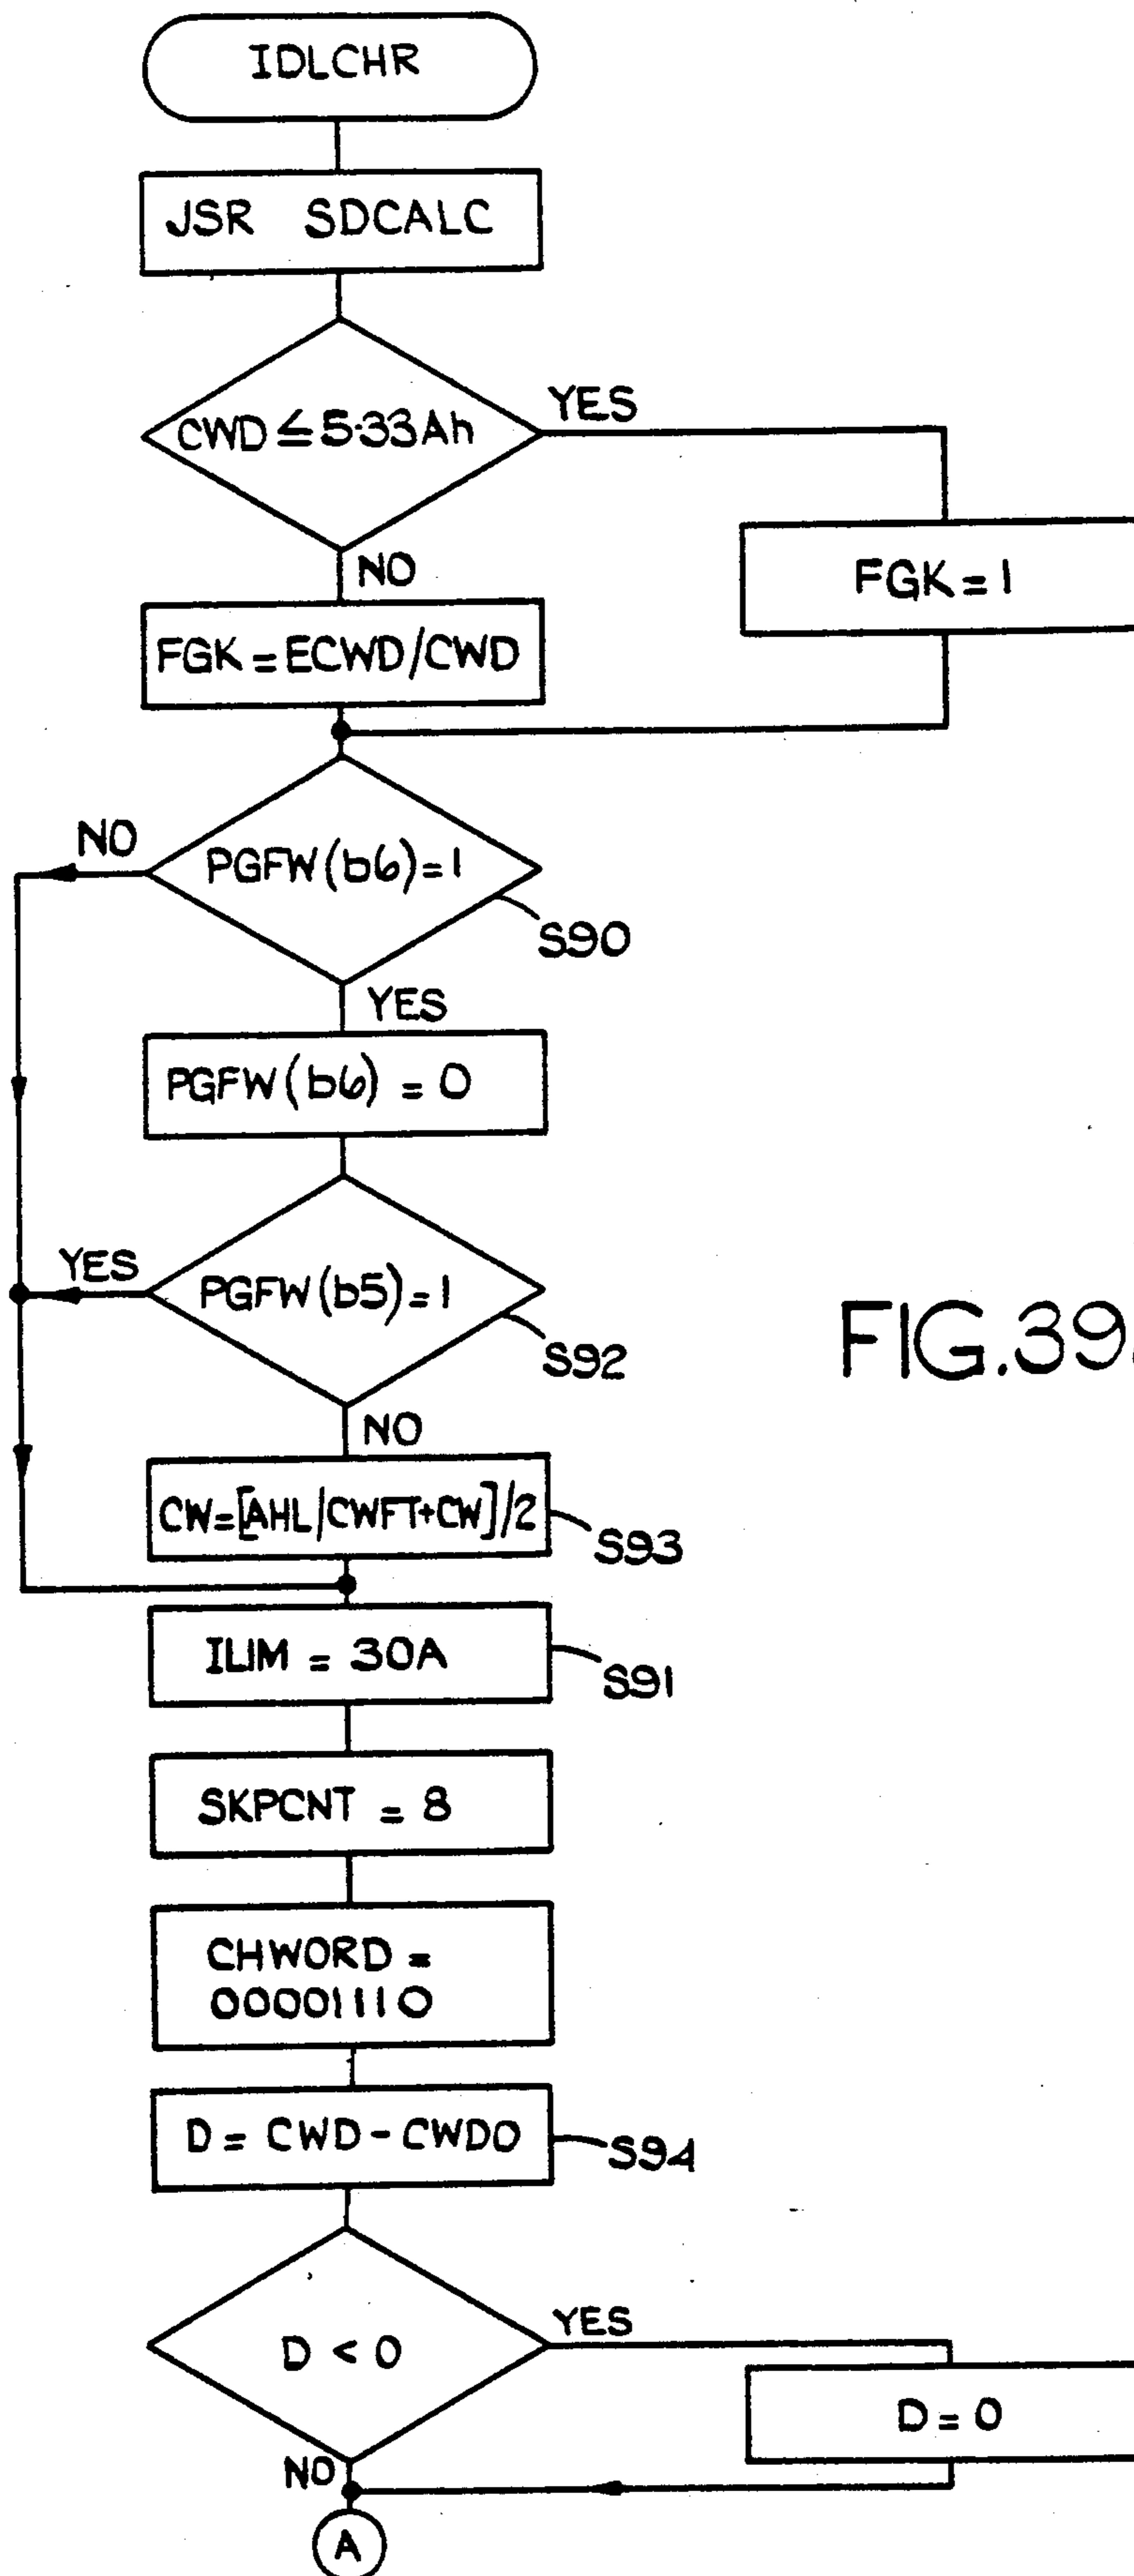 IDLCHR
JSR SDCALC
CWD ≤ 5.33Ah
YES
NO
FGK = 1
FGK = ECWD/CWD
NO
PGFW(b6) = 1
S90
YES
PGFW(b6) = 0
YES
PGFW(b5) = 1
S92
FIG.39
NO
CW=[AHL/CWFT+CW]/2
S93
ILIM = 30A
S91
SKPCNT = 8
CHWORD =
00001110
D = CWD - CWDO
S94
D < 0
YES
D = 0
NO
A